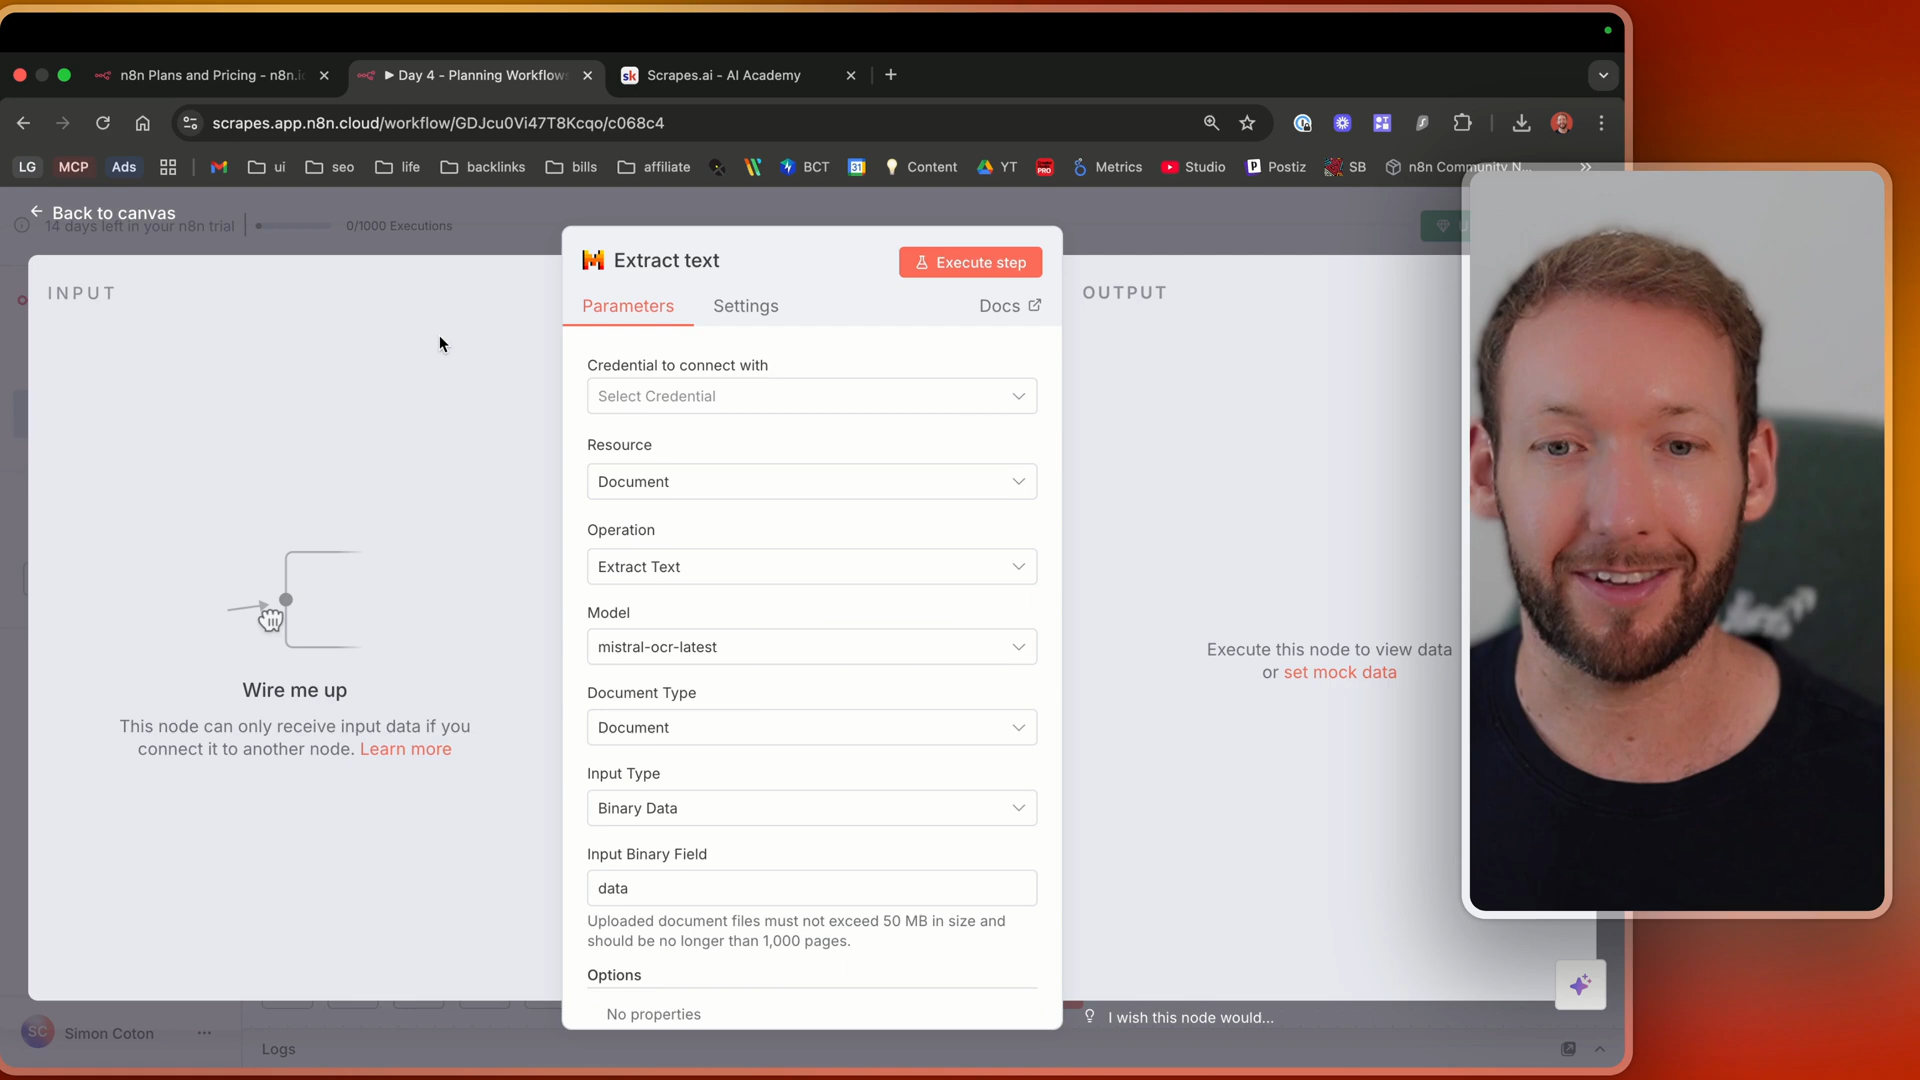 n8n Plans and Pricing - n8n.i
Day 4 - Planning Workflows
sk
Scrapes.ai - AI Academy
scrapes.app.n8n.cloud/workflow/GDJcu0Vi47T8Kcqo/c068c4
LG
MCP
Ads
ui
seo
life
backlinks
bills
affiliate
BCT
31
Content
YT
PRO
Metrics
Studio
Postiz
SB
n8n Community N...
Back to canvas
14 days left in your n8n trial
0/1000 Executions
INPUT
Wire me up
This node can only receive input data if you
connect it to another node. Learn more
Extract text
Execute step
Parameters
Settings
Docs
Credential to connect with
Select Credential
Resource
Document
Operation
Extract Text
Model
mistral-ocr-latest
Document Type
Document
Input Type
Binary Data
Input Binary Field
data
Uploaded document files must not exceed 50 MB in size and
should be no longer than 1,000 pages.
Options
No properties
OUTPUT
Execute this node to view data
or set mock data
I wish this node would...
SC
Simon Coton
Logs